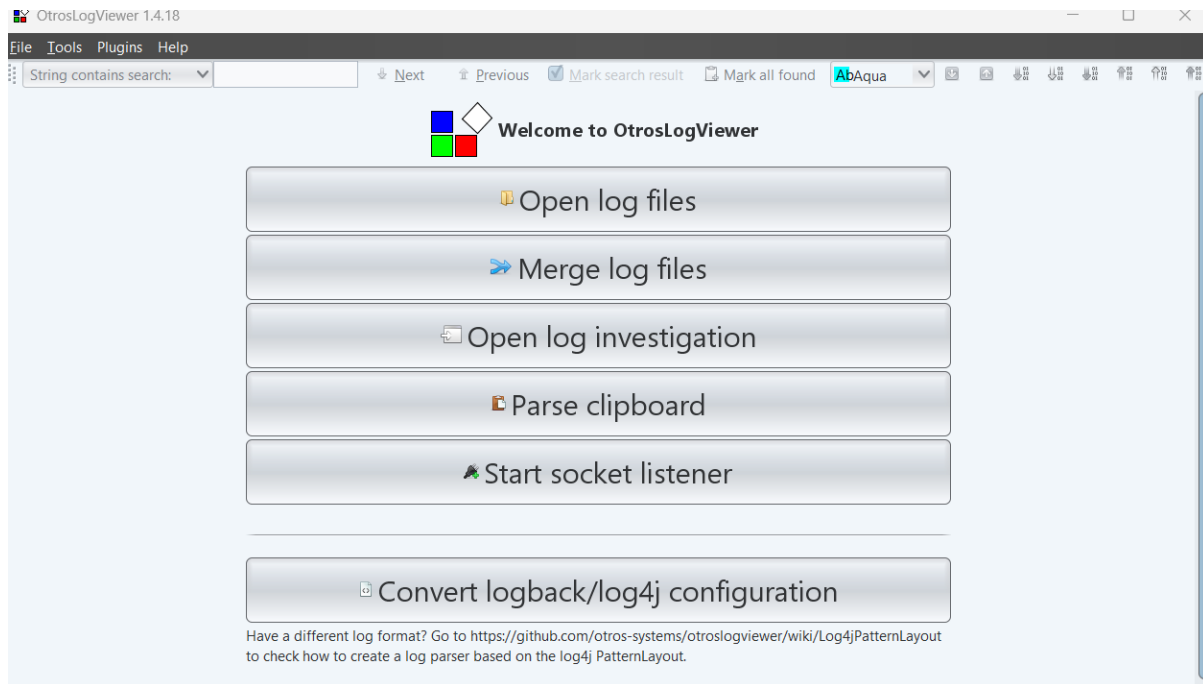 OtrosLogViewer 1.4.18
File Tools Plugins Help
String contains search: Next Previous Mark search result Mark all found AbAqua
Welcome to OtrosLogViewer
Open log files
Merge log files
Open log investigation
Parse clipboard
Start socket listener
Convert logback/log4j configuration
Have a different log format? Go to https://github.com/otros-systems/otroslogviewer/wiki/Log4jPatternLayout
to check how to create a log parser based on the log4j PatternLayout.